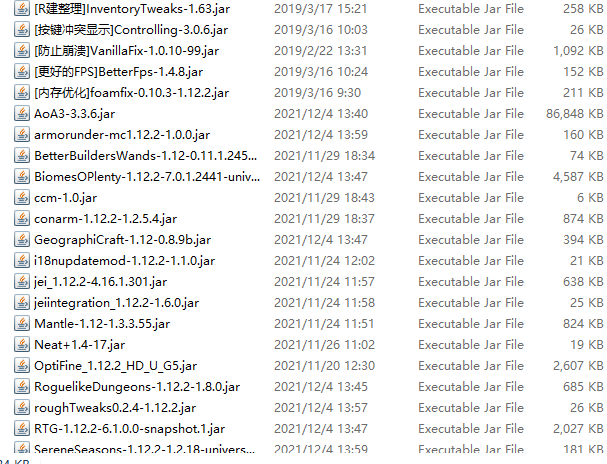 [R建整理]InventoryTweaks-1.63.jar 2019/3/17 15:21 Executable Jar File 258 KB
[按键冲突显示]Controlling-3.0.6.jar 2019/3/16 10:03 Executable Jar File 26 KB
[防止崩溃]VanillaFix-1.0.10-99.jar 2019/2/22 13:31 Executable Jar File 1,092 KB
[更好的FPS]BetterFps-1.4.8.jar 2019/3/16 10:24 Executable Jar File 152 KB
[内存优化]foamfix-0.10.3-1.12.2.jar 2019/3/16 9:30 Executable Jar File 211 KB
AoA3-3.3.6.jar 2021/12/4 13:40 Executable Jar File 86,848 KB
armorunder-mc1.12.2-1.0.0.jar 2021/12/4 13:59 Executable Jar File 160 KB
BetterBuildersWands-1.12-0.11.1.245... 2021/11/29 18:34 Executable Jar File 74 KB
BiomesOPlenty-1.12.2-7.0.1.2441-univ... 2021/12/4 13:47 Executable Jar File 4,587 KB
ccm-1.0.jar 2021/11/29 18:43 Executable Jar File 6 KB
conarm-1.12.2-1.2.5.4.jar 2021/11/29 18:37 Executable Jar File 874 KB
GeographiCraft-1.12-0.8.9b.jar 2021/12/4 13:47 Executable Jar File 394 KB
i18nupdatemod-1.12.2-1.1.0.jar 2021/11/24 12:02 Executable Jar File 21 KB
jei_1.12.2-4.16.1.301.jar 2021/11/24 11:57 Executable Jar File 638 KB
jeiintegration_1.12.2-1.6.0.jar 2021/11/24 11:58 Executable Jar File 25 KB
Mantle-1.12-1.3.3.55.jar 2021/11/24 11:51 Executable Jar File 824 KB
Neat+1.4-17.jar 2021/11/26 11:02 Executable Jar File 19 KB
OptiFine_1.12.2_HD_U_G5.jar 2021/11/20 12:30 Executable Jar File 2,607 KB
RoguelikeDungeons-1.12.2-1.8.0.jar 2021/12/4 13:45 Executable Jar File 685 KB
roughTweaks0.2.4-1.12.2.jar 2021/12/4 13:57 Executable Jar File 26 KB
RTG-1.12.2-6.1.0.0-snapshot.1.jar 2021/12/4 13:47 Executable Jar File 2,027 KB
SereneSeasons-1.12.2-1.2.18-univers... 2021/12/4 13:59 Executable Jar File 181 KB